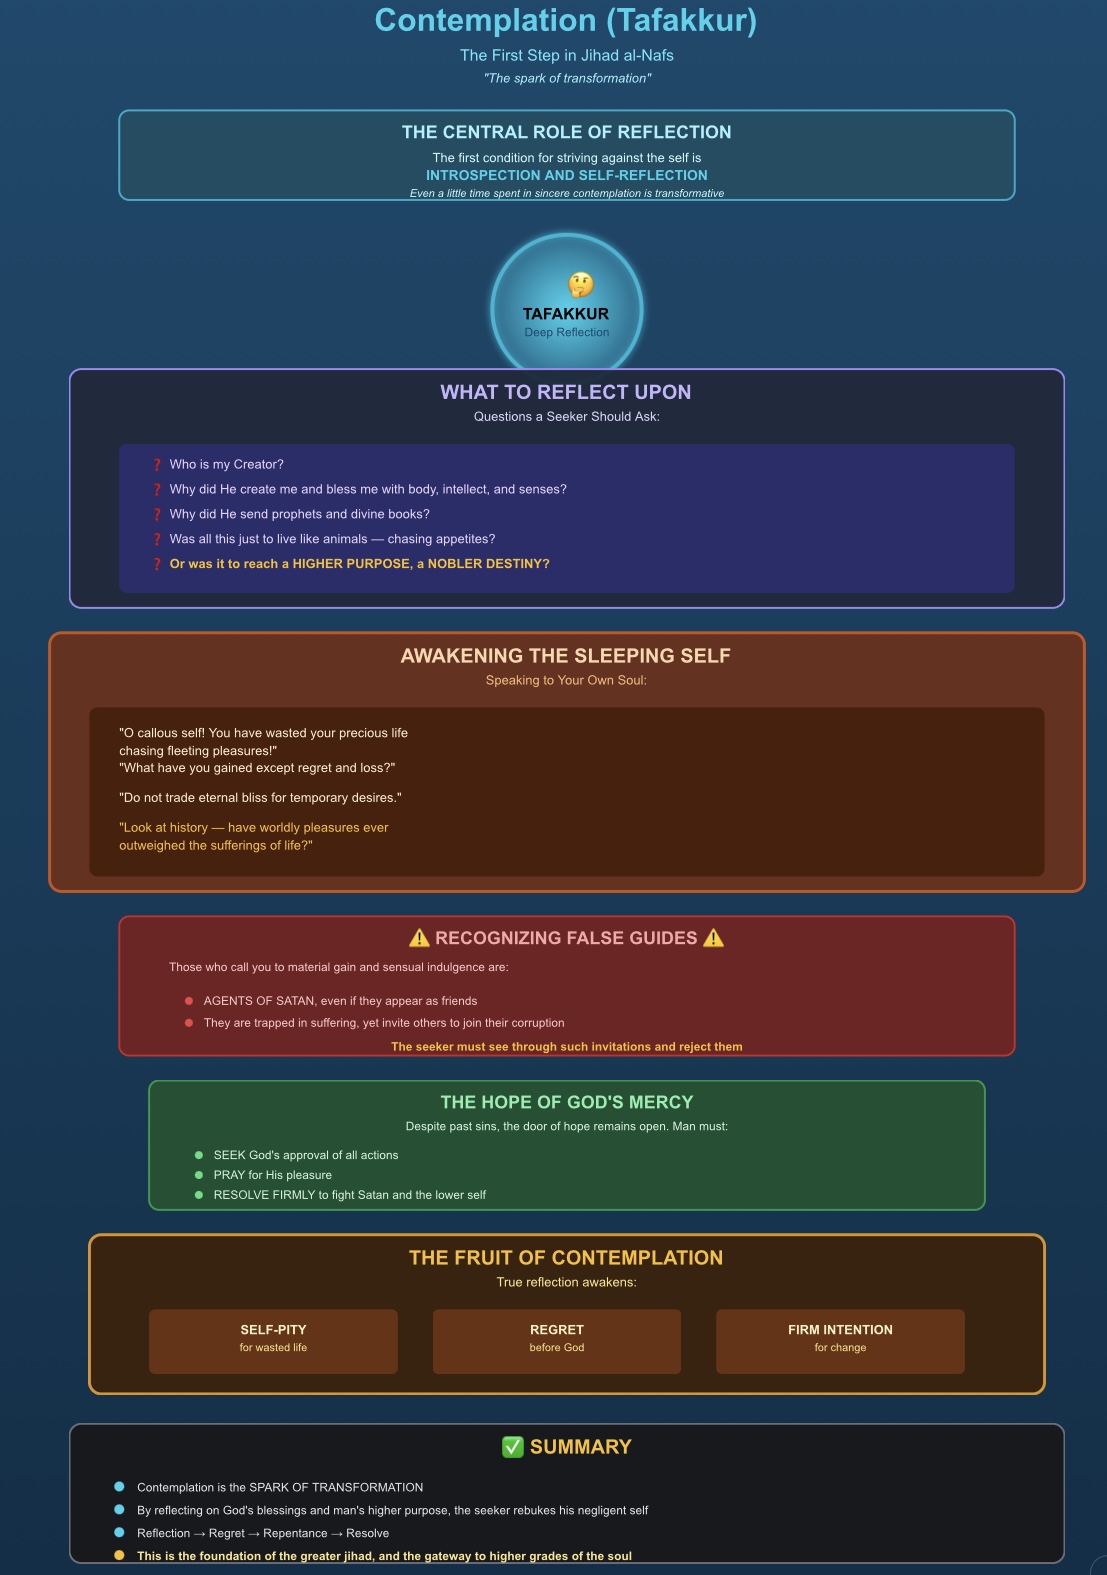 Contemplation (Tafakkur)
The First Step in Jihad al-Nafs
"The spark of transformation"
THE CENTRAL ROLE OF REFLECTION
The first condition for striving against the self is
INTROSPECTION AND SELF-REFLECTION
Even a little time spent in sincere contemplation is transformative
TAFAKKUR
Deep Reflection
WHAT TO REFLECT UPON
Questions a Seeker Should Ask:
❓ Who is my Creator?
❓ Why did He create me and bless me with body, intellect, and senses?
❓ Why did He send prophets and divine books?
❓ Was all this just to live like animals — chasing appetites?
❓ Or was it to reach a HIGHER PURPOSE, a NOBLER DESTINY?
AWAKENING THE SLEEPING SELF
Speaking to Your Own Soul:
"O callous self! You have wasted your precious life
chasing fleeting pleasures!"
"What have you gained except regret and loss?"
"Do not trade eternal bliss for temporary desires."
"Look at history — have worldly pleasures ever
outweighed the sufferings of life?"
⚠️ RECOGNIZING FALSE GUIDES ⚠️
Those who call you to material gain and sensual indulgence are:
AGENTS OF SATAN, even if they appear as friends
They are trapped in suffering, yet invite others to join their corruption
The seeker must see through such invitations and reject them
THE HOPE OF GOD'S MERCY
Despite past sins, the door of hope remains open. Man must:
SEEK God's approval of all actions
PRAY for His pleasure
RESOLVE FIRMLY to fight Satan and the lower self
THE FRUIT OF CONTEMPLATION
True reflection awakens:
SELF-PITY
for wasted life
REGRET
before God
FIRM INTENTION
for change
✅ SUMMARY
Contemplation is the SPARK OF TRANSFORMATION
By reflecting on God's blessings and man's higher purpose, the seeker rebukes his negligent self
Reflection → Regret → Repentance → Resolve
This is the foundation of the greater jihad, and the gateway to higher grades of the soul